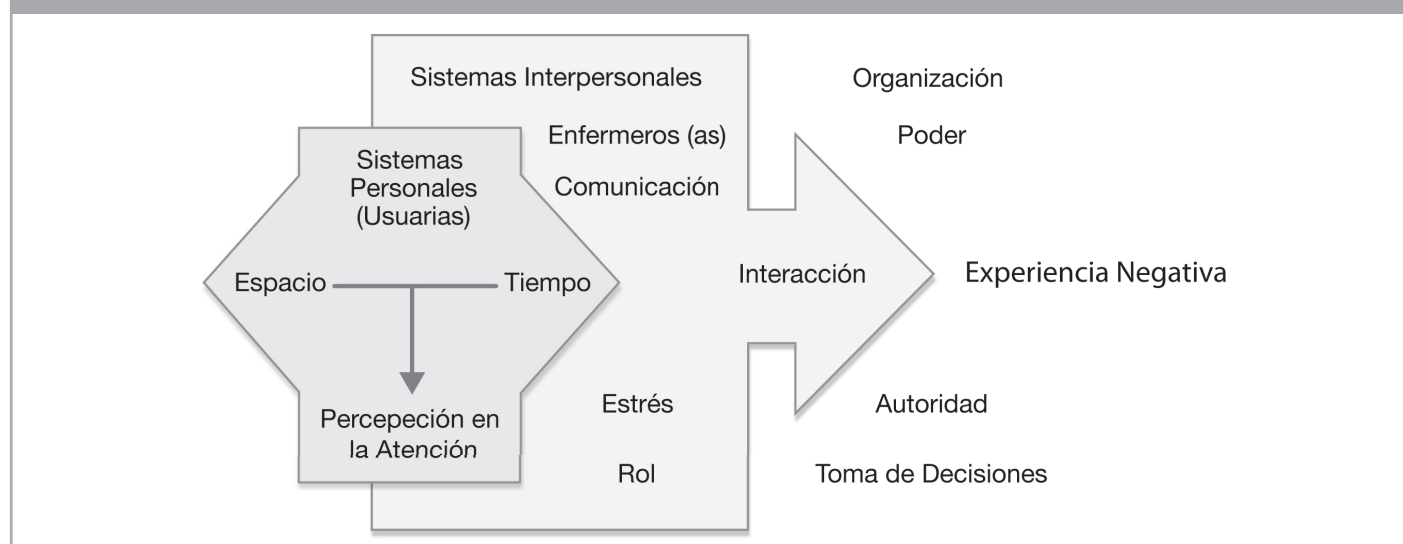 Sistemas Interpersonales
Organización
Enfermeros (as)
Poder
Sistemas
Personales
(Usuarias)
Comunicación
Espacio
Tiempo
Interacción
Experiencia Negativa
Percepeción en
la Atención
Estrés
Autoridad
Rol
Toma de Decisiones